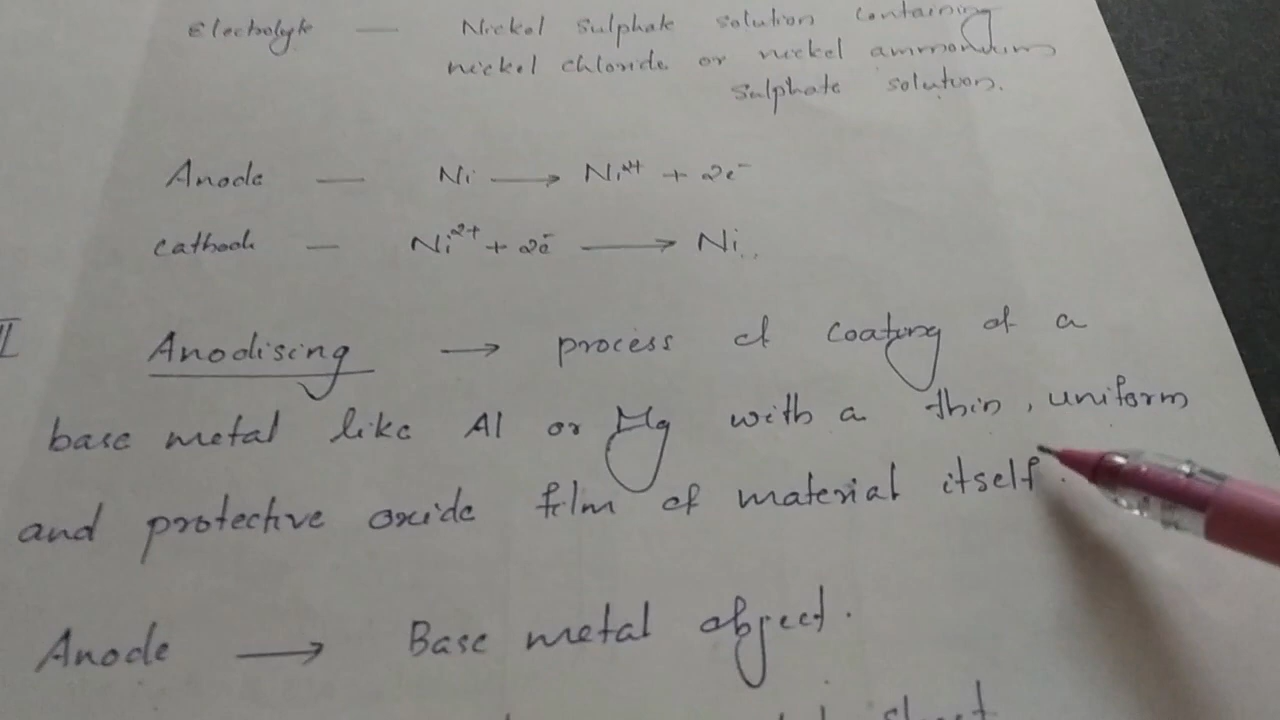 Electrolyte — Nickel Sulphate solution containing
nickel chloride or nickel ammonium
sulphate solution.
Anode — Ni → Ni²⁺ + 2e⁻
Cathode — Ni²⁺ + 2e⁻ → Ni
II Anodising → process of coating of a
base metal like Al or Mg with a thin, uniform
and protective oxide film of material itself.
Anode → Base metal object.